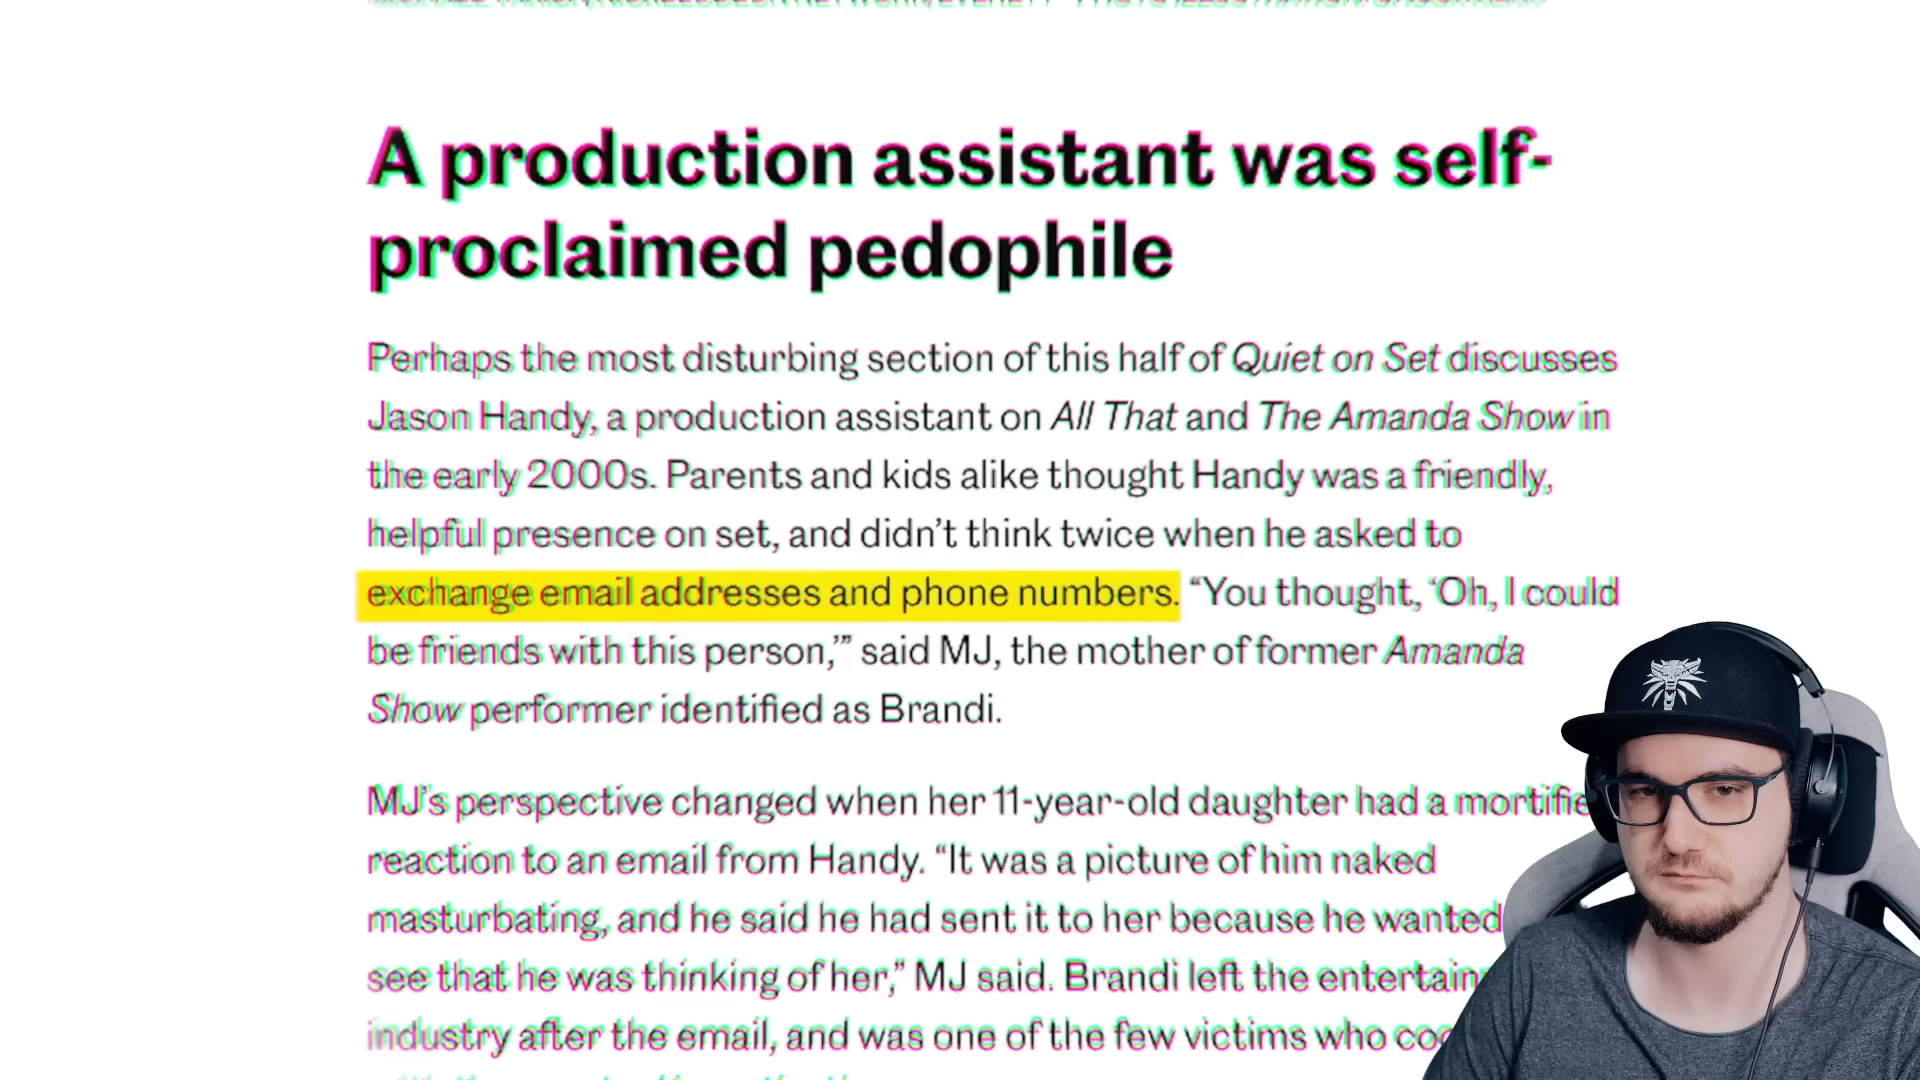 A production assistant was self-
proclaimed pedophile
Perhaps the most disturbing section of this half of Quiet on Set discusses
Jason Handy, a production assistant on All That and The Amanda Show in
the early 2000s. Parents and kids alike thought Handy was a friendly,
helpful presence on set, and didn’t think twice when he asked to
exchange email addresses and phone numbers. “You thought, ‘Oh, I could
be friends with this person,’” said MJ, the mother of former Amanda
Show performer identified as Brandi.
MJ’s perspective changed when her 11-year-old daughter had a
reaction to an email from Handy. “It was a picture of him naked
masturbating, and he said he had sent it to her because he wanted
see that he was thinking of her,” MJ said. Brandi left the
industry after the email, and was one of the few victims who